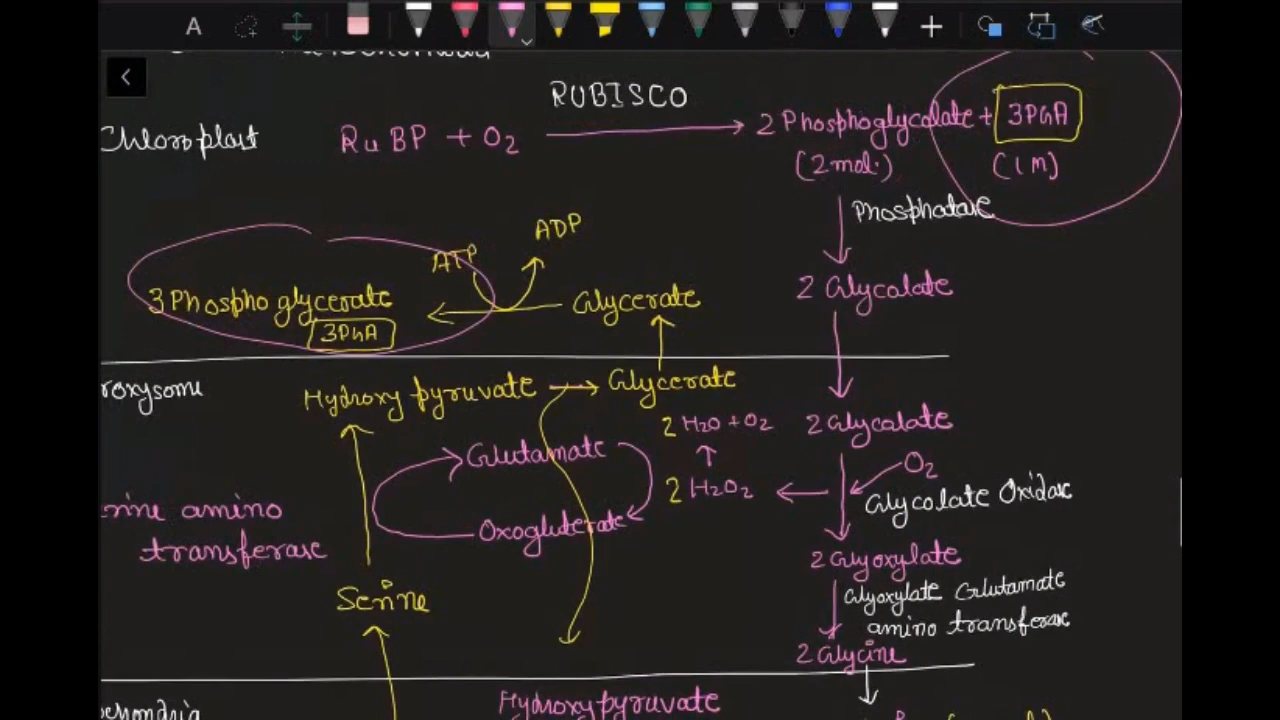 A
RUBISCO
Chloroplast RuBP + O2 2 Phosphoglycolate + 3PGA
(2 mol.) (1 M)
Phosphatase
ADP
ATP
2 Glycolate
3 Phosphoglycerate Glycerate
3PGA
roxysome Hydroxy pyruvate Glycerate
2 H2O + O2 2 Glycolate
Glutamate
O2
2 H2O2 Glycolate Oxidase
rine amino
transferase
Oxogluterate
2 Glyoxylate
Glyoxylate Glutamate
amino transferase
Serine
2 Glycine
Hydroxypyruvate